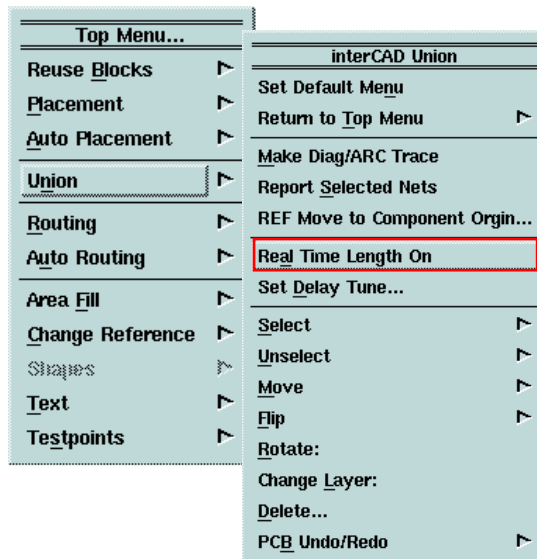 Top Menu...
Reuse Blocks
Placement
Auto Placement
Union
Routing
Auto Routing
Area Fill
Change Reference
Shapes
Text
Testpoints
interCAD Union
Set Default Menu
Return to Top Menu
Make Diag/ARC Trace
Report Selected Nets
REF Move to Component Orgin...
Real Time Length On
Set Delay Tune...
Select
Unselect
Move
Flip
Rotate:
Change Layer:
Delete...
PCB Undo/Redo